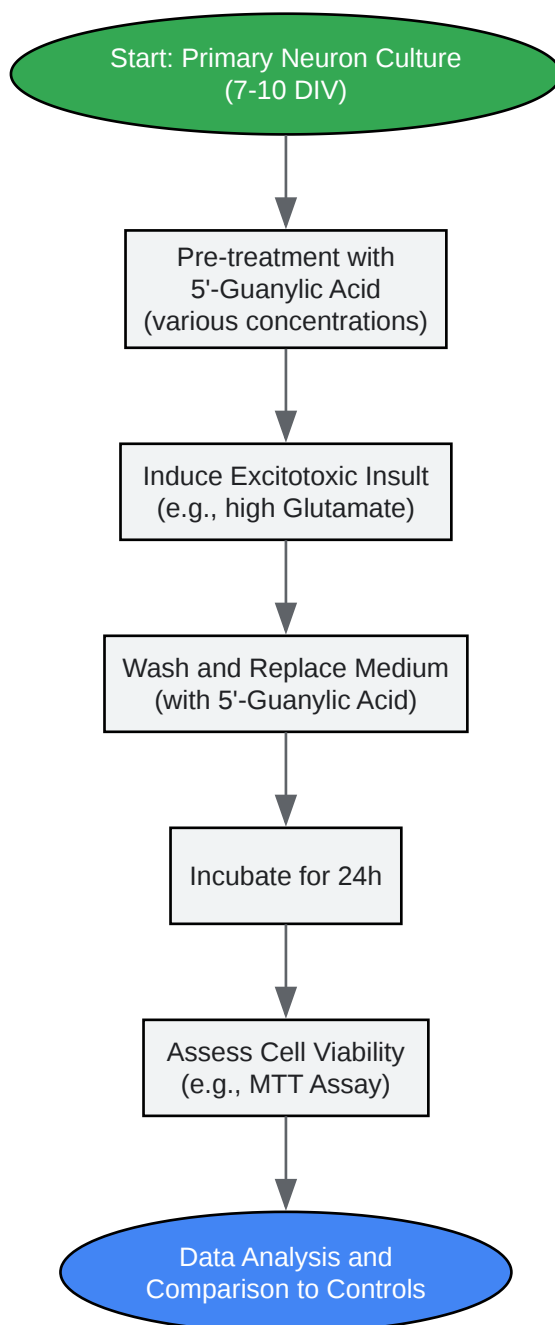 Start: Primary Neuron Culture
(7-10 DIV)
Pre-treatment with
5'-Guanylic Acid
(various concentrations)
Induce Excitotoxic Insult
(e.g., high Glutamate)
Wash and Replace Medium
(with 5'-Guanylic Acid)
Incubate for 24h
Assess Cell Viability
(e.g., MTT Assay)
Data Analysis and
Comparison to Controls